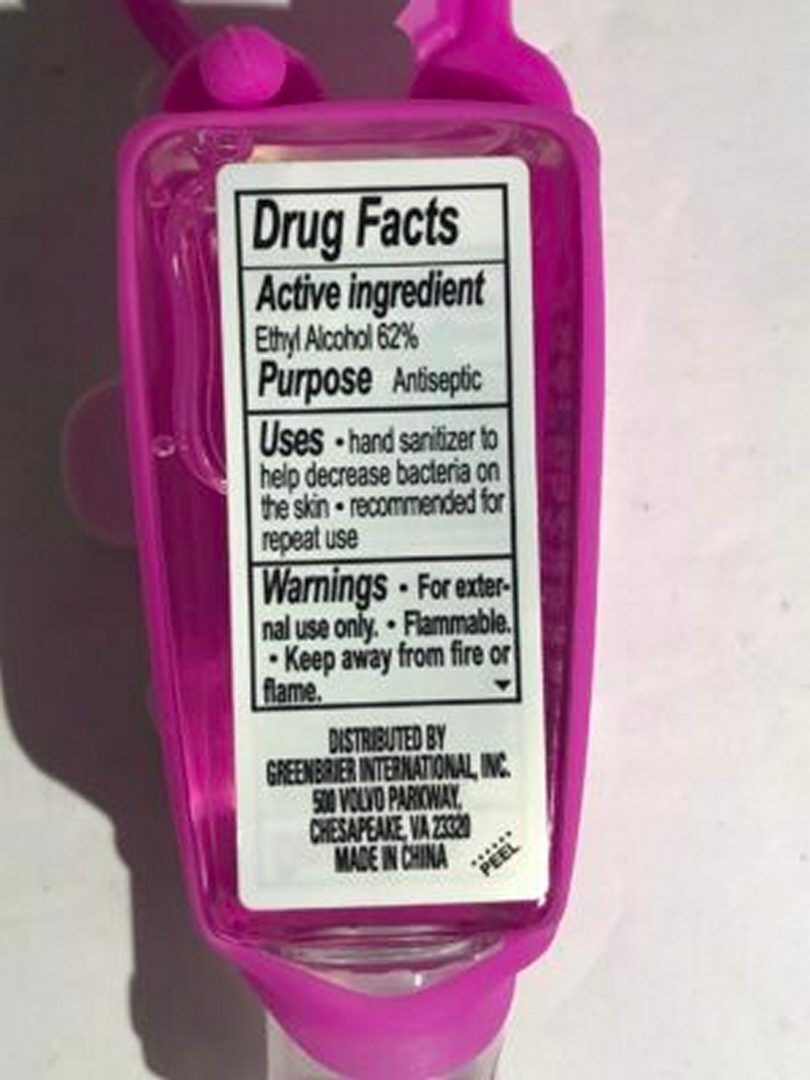 Drug Facts
Active ingredient
Ethyl Alcohol 62%
Purpose Antiseptic
Uses • hand sanitizer to
help decrease bacteria on
the skin • recommended for
repeat use
Warnings • For exter-
nal use only. • Flammable.
• Keep away from fire or
flame.
DISTRIBUTED BY
GREENBRIER INTERNATIONAL, INC.
500 VOLVO PARKWAY,
CHESAPEAKE, VA 23320
MADE IN CHINA
PEEL